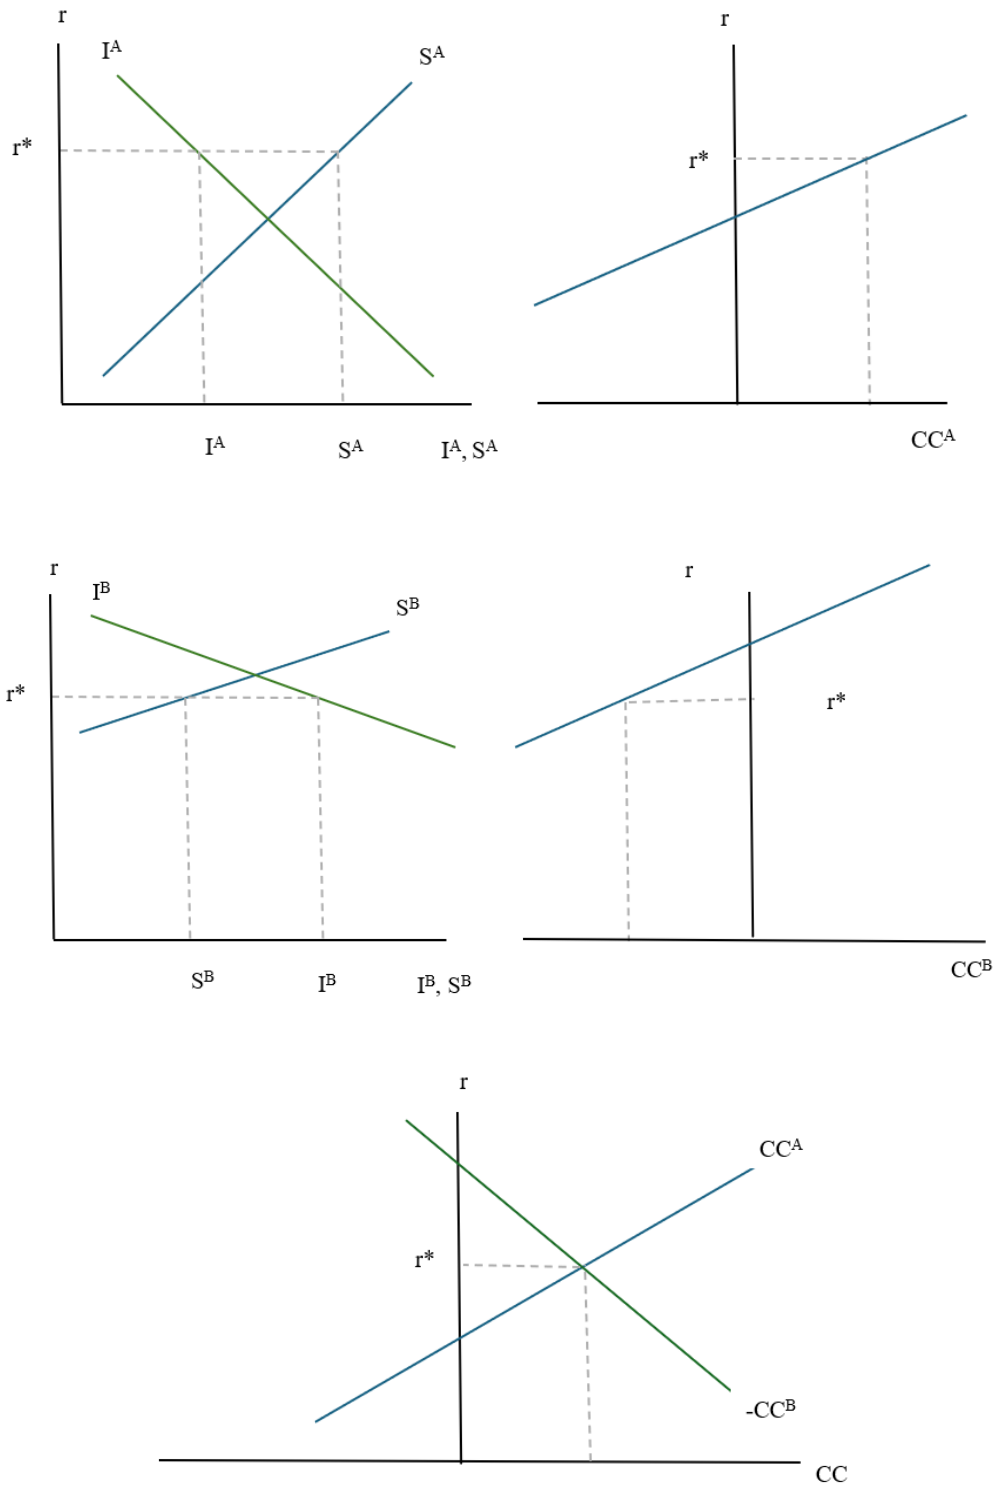 r
r
I^A
S^A
r*
r*
I^A
S^A
I^A, S^A
CC^A
r
r
I^B
S^B
r*
r*
S^B
I^B
I^B, S^B
CC^B
r
CC^A
r*
-CC^B
CC